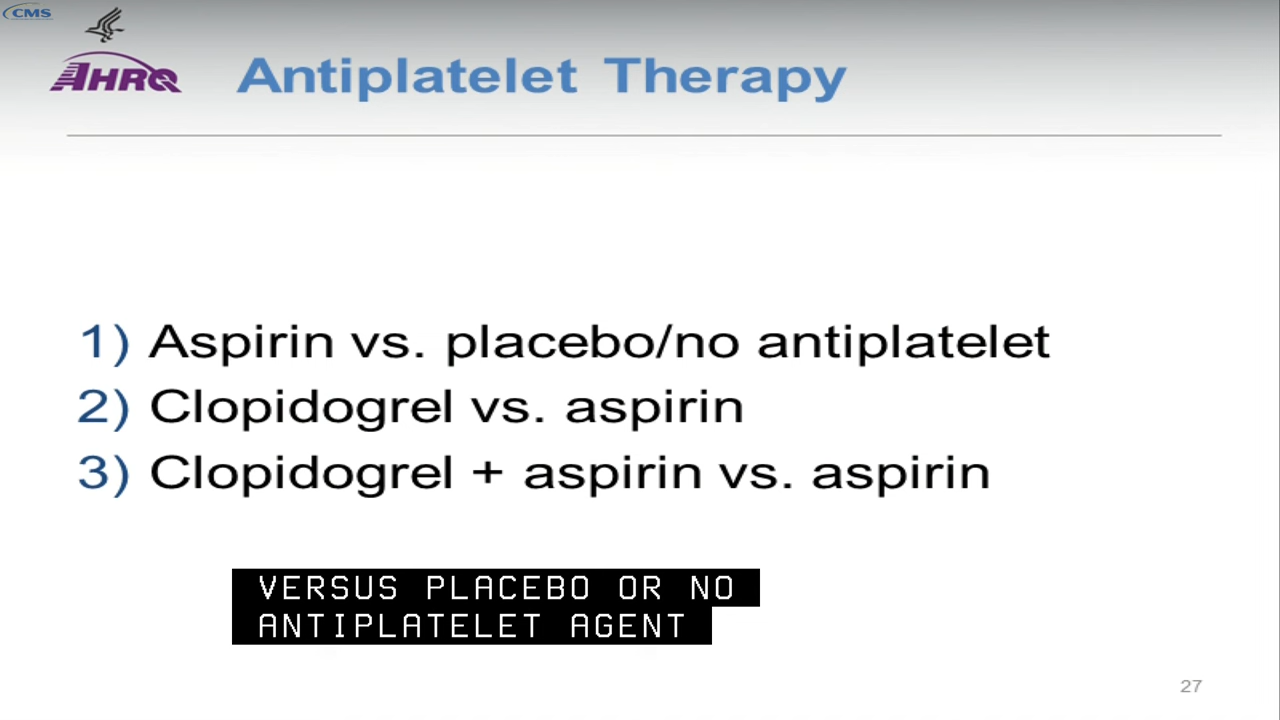 CMS
AHRQ
Antiplatelet Therapy
1) Aspirin vs. placebo/no antiplatelet
2) Clopidogrel vs. aspirin
3) Clopidogrel + aspirin vs. aspirin
VERSUS PLACEBO OR NO
ANTIPLATELET AGENT
27